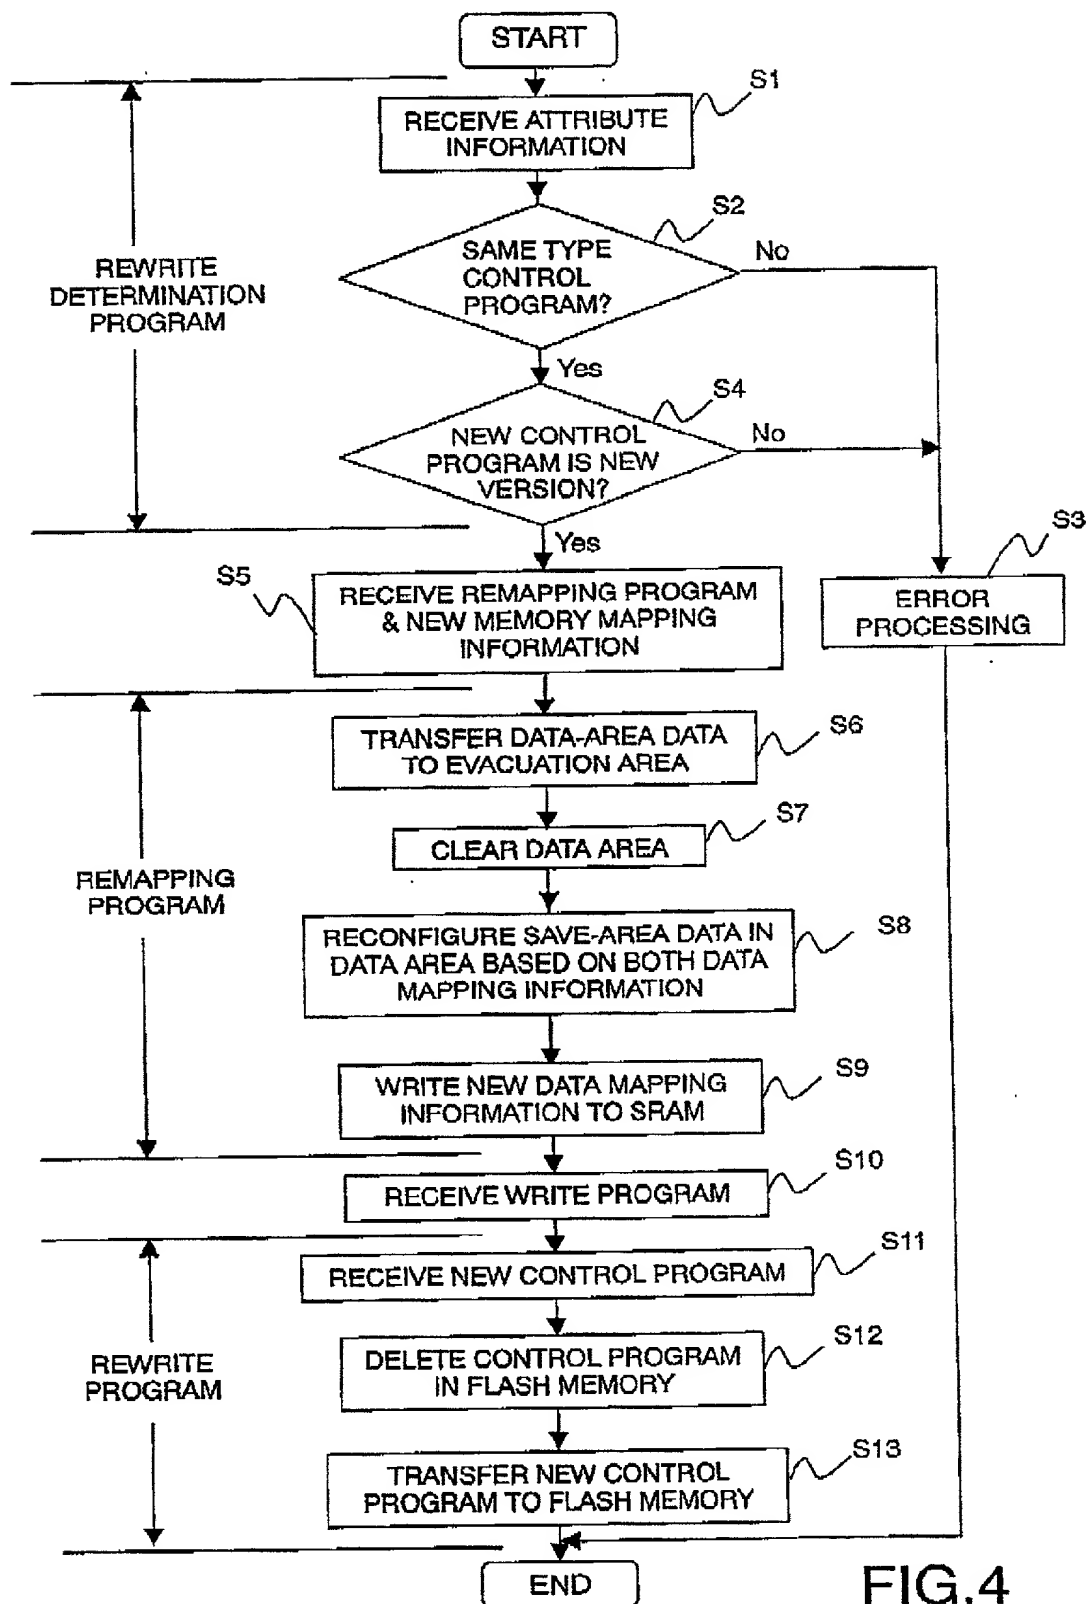 START
S1
RECEIVE ATTRIBUTE
INFORMATION
S2
SAME TYPE
CONTROL
PROGRAM?
No
REWRITE
DETERMINATION
PROGRAM
Yes
S4
NEW CONTROL
PROGRAM IS NEW
VERSION?
No
Yes
S3
ERROR
PROCESSING
S5
RECEIVE REMAPPING PROGRAM
& NEW MEMORY MAPPING
INFORMATION
S6
TRANSFER DATA-AREA DATA
TO EVACUATION AREA
S7
CLEAR DATA AREA
REMAPPING
PROGRAM
S8
RECONFIGURE SAVE-AREA DATA IN
DATA AREA BASED ON BOTH DATA
MAPPING INFORMATION
S9
WRITE NEW DATA MAPPING
INFORMATION TO SRAM
S10
RECEIVE WRITE PROGRAM
S11
RECEIVE NEW CONTROL PROGRAM
S12
DELETE CONTROL PROGRAM
IN FLASH MEMORY
REWRITE
PROGRAM
S13
TRANSFER NEW CONTROL
PROGRAM TO FLASH MEMORY
END
FIG.4